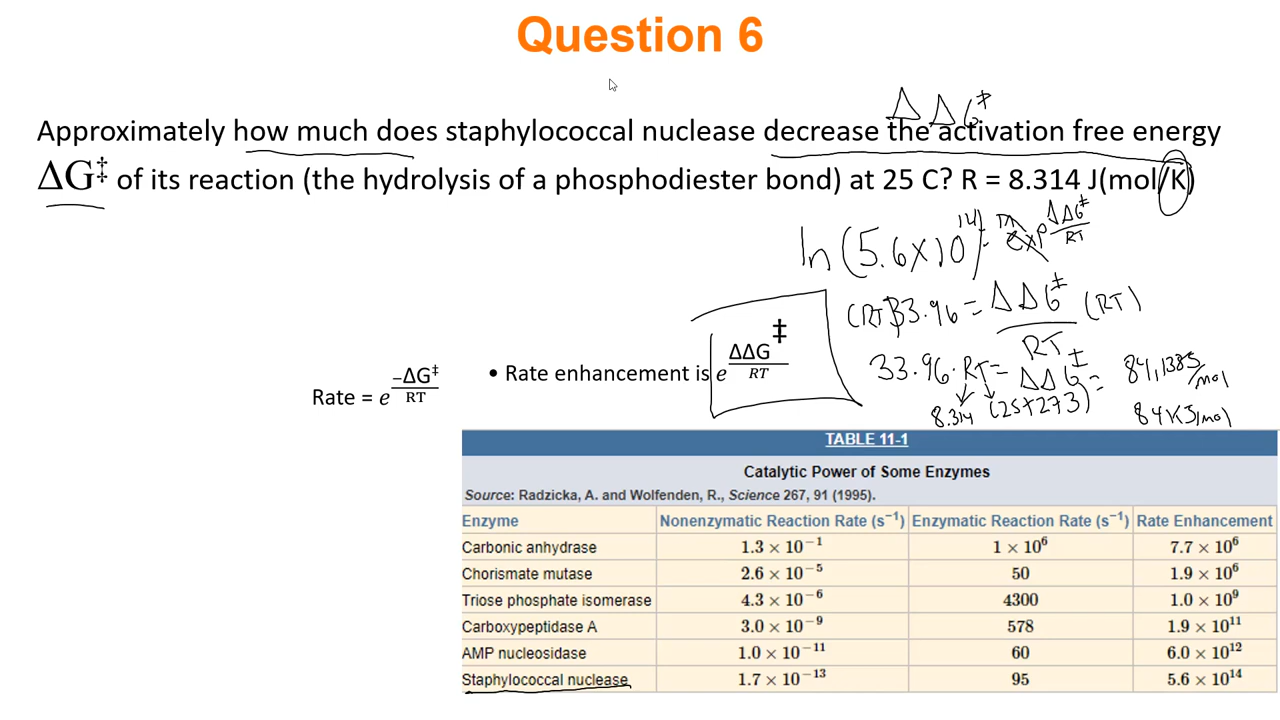 Question 6
ΔΔG‡
Approximately how much does staphylococcal nuclease decrease the activation free energy
ΔG‡ of its reaction (the hydrolysis of a phosphodiester bond) at 25 C? R = 8.314 J(mol/K)
ln(5.6×10^14) = ln exp ΔΔG‡/RT
(RT)33.96 = ΔΔG‡/RT (RT)
33.96 · RT = ΔΔG‡ = 84,138J/mol
8.314 (25+273) 84KJ/mol
• Rate enhancement is e^ΔΔG‡/RT
Rate = e^−ΔG‡/RT
TABLE 11-1
Catalytic Power of Some Enzymes
Source: Radzicka, A. and Wolfenden, R., Science 267, 91 (1995).
Enzyme Nonenzymatic Reaction Rate (s⁻¹) Enzymatic Reaction Rate (s⁻¹) Rate Enhancement
Carbonic anhydrase 1.3 × 10⁻¹ 1 × 10⁶ 7.7 × 10⁶
Chorismate mutase 2.6 × 10⁻⁵ 50 1.9 × 10⁶
Triose phosphate isomerase 4.3 × 10⁻⁶ 4300 1.0 × 10⁹
Carboxypeptidase A 3.0 × 10⁻⁹ 578 1.9 × 10¹¹
AMP nucleosidase 1.0 × 10⁻¹¹ 60 6.0 × 10¹²
Staphylococcal nuclease 1.7 × 10⁻¹³ 95 5.6 × 10¹⁴